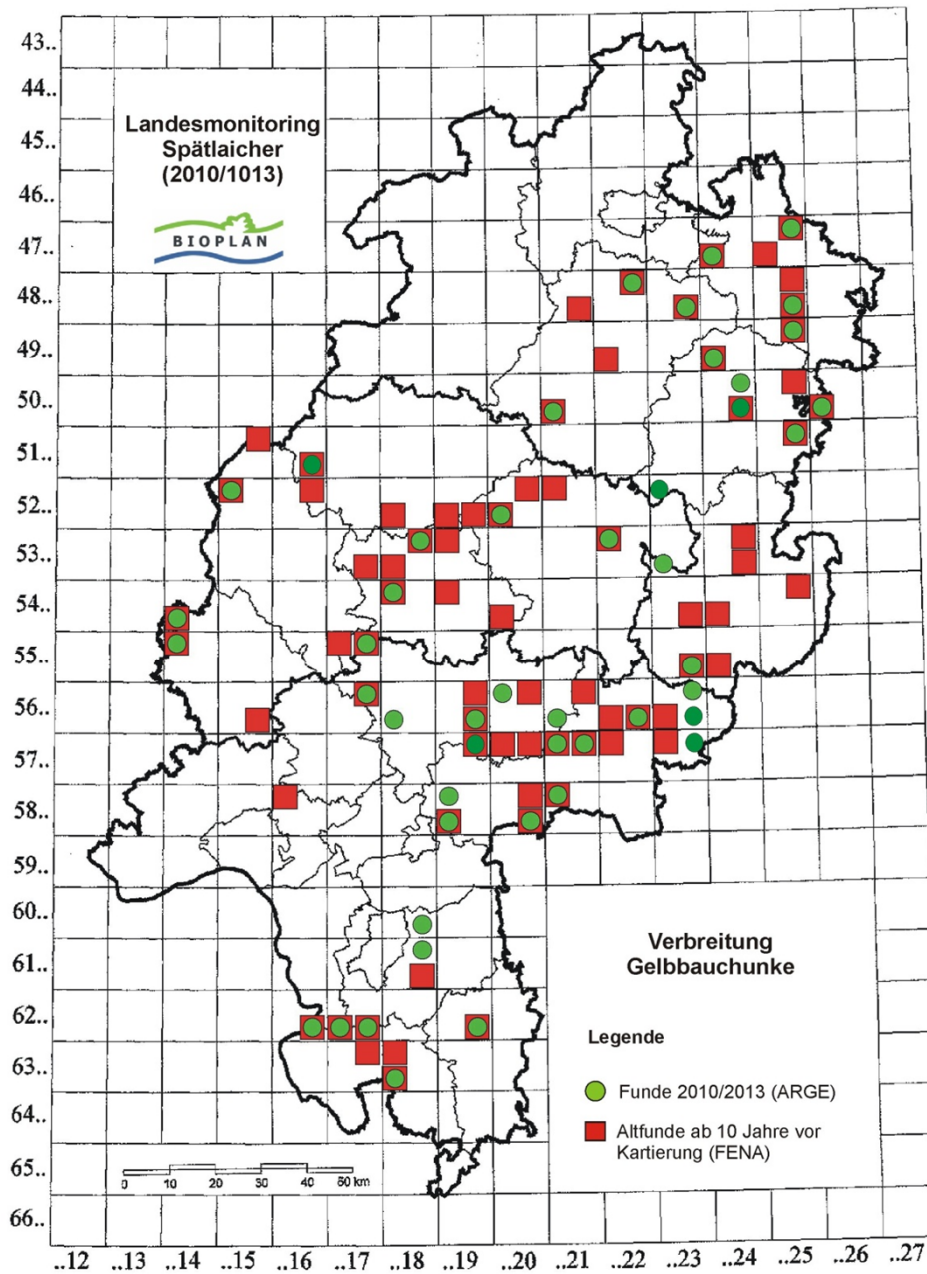 43..
44..
45..
46..
47..
48..
49..
50..
51..
52..
53..
54..
55..
56..
57..
58..
59..
60..
61..
62..
63..
64..
65..
66..
Landesmonitoring
Spätlaicher
(2010/1013)
BIOPLAN
Verbreitung
Gelbbauchunke
Legende
Funde 2010/2013 (ARGE)
Altfunde ab 10 Jahre vor
Kartierung (FENA)
0 10 20 30 40 50 km
..12 ..13 ..14 ..15 ..16 ..17 ..18 ..19 ..20 ..21 ..22 ..23 ..24 ..25 ..26 ..27